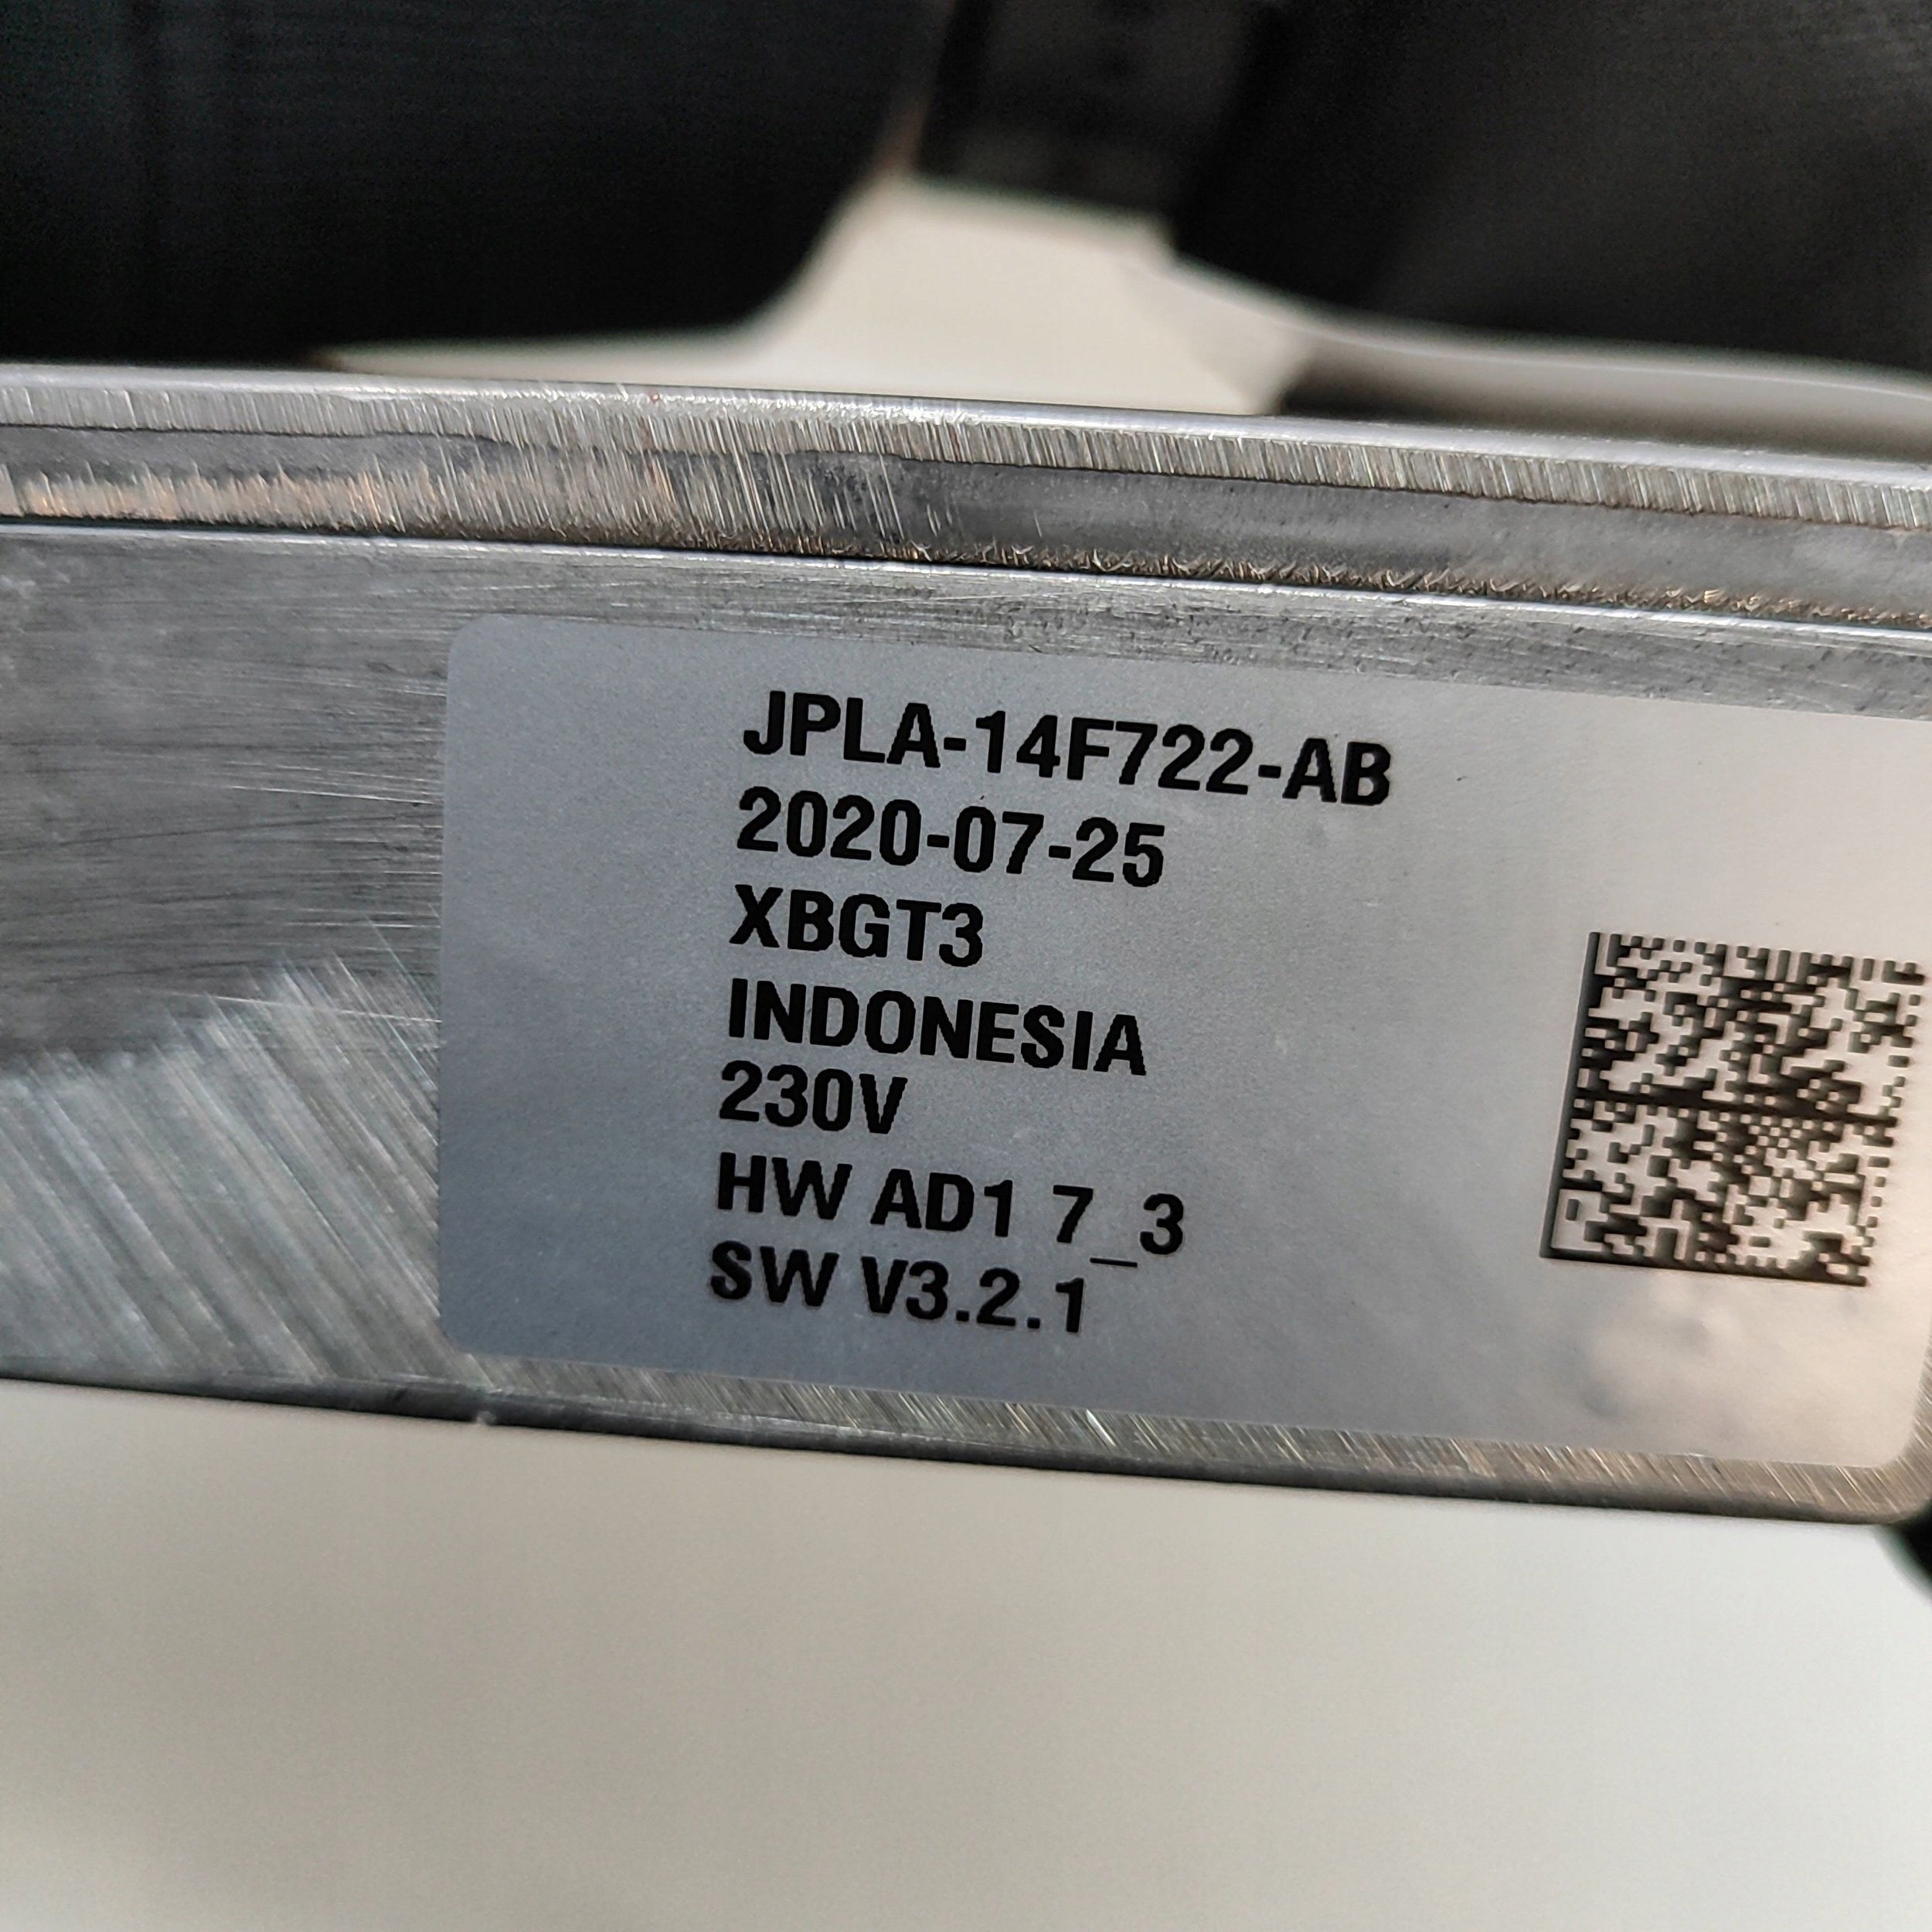 JPLA-14F722-AB
2020-07-25
XBGT3
INDONESIA
230V
HW AD1 7_3
SW V3.2.1